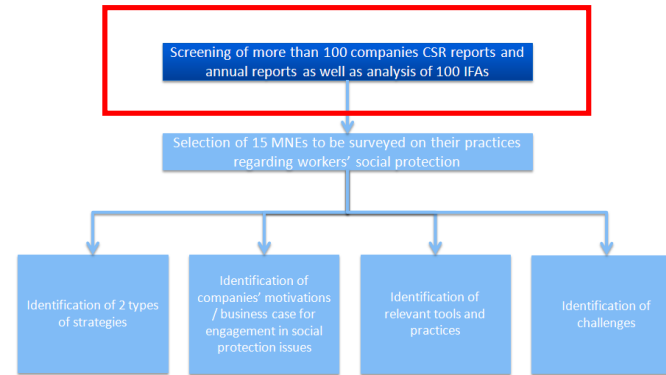 Screening of more than 100 companies CSR reports and
annual reports as well as analysis of 100 IFAs
Selection of 15 MNEs to be surveyed on their practices
regarding workers' social protection
Identification of 2 types
of strategies
Identification of
companies' motivations
/ business case for
engagement in social
protection issues
Identification of
relevant tools and
practices
Identification of
challenges